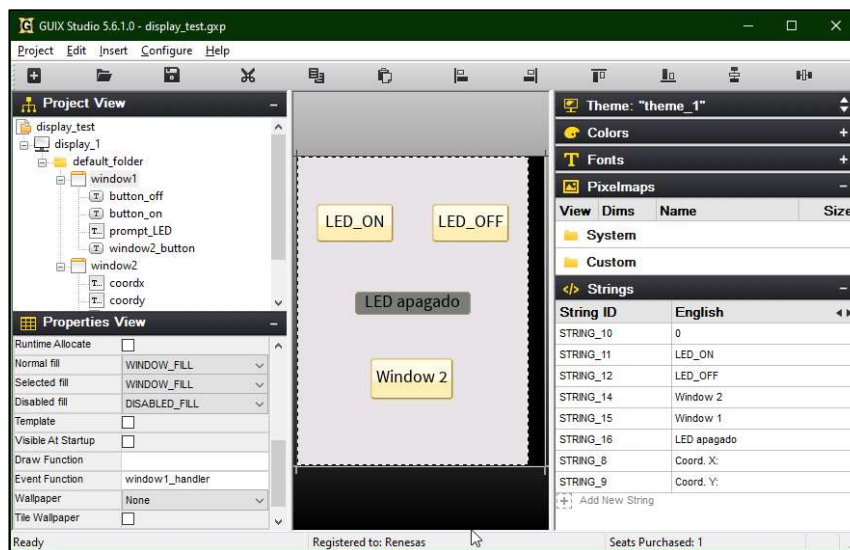 GUIX Studio 5.6.1.0 - display_test.gxp
Project Edit Insert Configure Help
Project View
display_test
display_1
default_folder
window1
button_off
button_on
prompt_LED
window2_button
window2
coordx
coordy
Properties View
Runtime Allocate
Normal fill WINDOW_FILL
Selected fill WINDOW_FILL
Disabled fill DISABLED_FILL
Template
Visible At Startup
Draw Function
Event Function window1_handler
Wallpaper None
Tile Wallpaper
LED_ON LED_OFF
LED apagado
Window 2
Theme: "theme_1"
Colors
Fonts
Pixelmaps
View Dims Name Size
System
Custom
Strings
String ID English
STRING_10 0
STRING_11 LED_ON
STRING_12 LED_OFF
STRING_14 Window 2
STRING_15 Window 1
STRING_16 LED apagado
STRING_8 Coord. X:
STRING_9 Coord. Y:
Add New String
Ready Registered to: Renesas Seats Purchased: 1